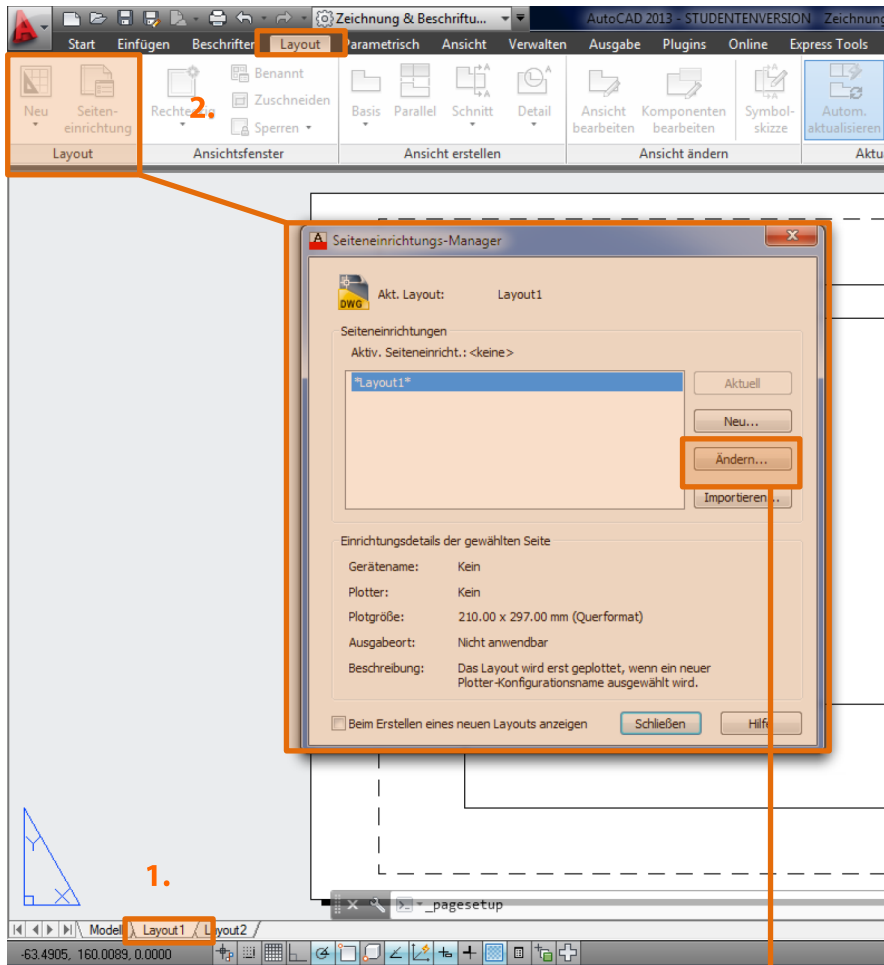 Zeichnung & Beschriftu... AutoCAD 2013 - STUDENTENVERSION Zeichnung
Start Einfügen Beschriften Layout Parametrisch Ansicht Verwalten Ausgabe Plugins Online Express Tools
Neu Seiten-einrichtung
Benannt
Zuschneiden
Sperren
2.
Basis Parallel Schnitt Detail
Ansicht bearbeiten Komponenten bearbeiten Symbol-skizze
Autom. aktualisieren
Layout Ansichtsfenster Ansicht erstellen Ansicht ändern Aktu
Seiteneinrichtungs-Manager
DWG Akt. Layout: Layout1
Seiteneinrichtungen
Aktiv. Seiteneinricht.: <keine>
*Layout1*
Aktuell
Neu...
Ändern...
Importieren...
Einrichtungsdetails der gewählten Seite
Gerätename: Kein
Plotter: Kein
Plotgröße: 210.00 x 297.00 mm (Querformat)
Ausgabeort: Nicht anwendbar
Beschreibung: Das Layout wird erst geplottet, wenn ein neuer
Plotter-Konfigurationsname ausgewählt wird.
Beim Erstellen eines neuen Layouts anzeigen Schließen Hilfe
Y
X
1.
_pagesetup
Modell Layout1 Layout2
-63.4905, 160.0089, 0.0000